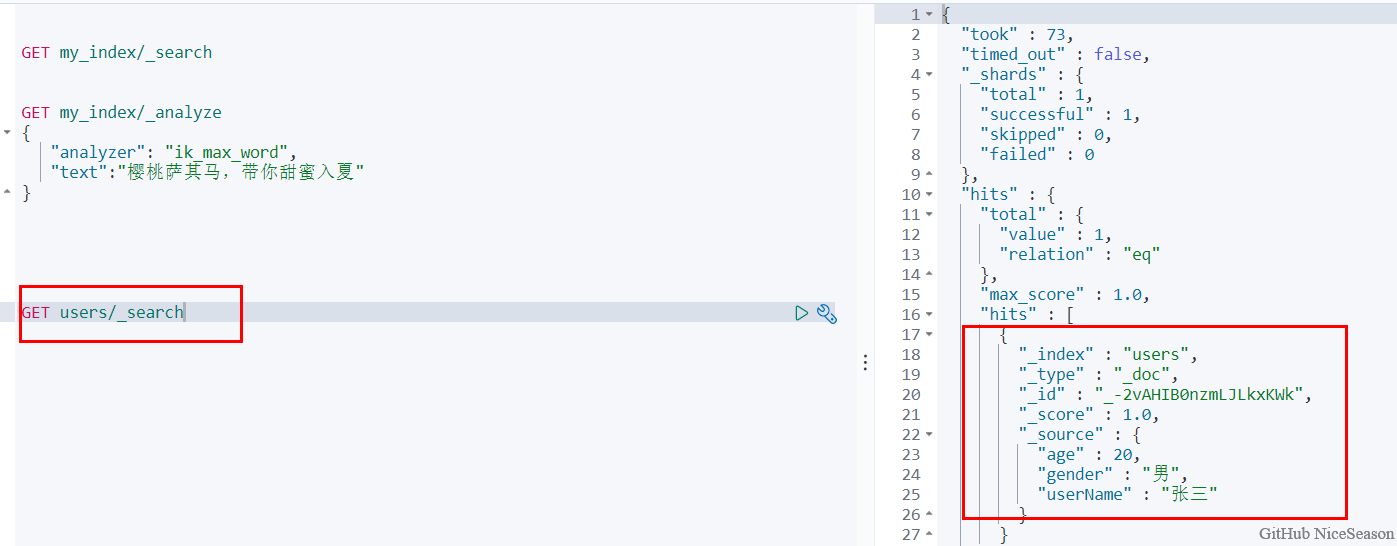 GET my_index/_search
GET my_index/_analyze
{
"analyzer": "ik_max_word",
"text":"樱桃萨其马，带你甜蜜入夏"
}
GET users/_search
1 {
2 "took" : 73,
3 "timed_out" : false,
4 "_shards" : {
5 "total" : 1,
6 "successful" : 1,
7 "skipped" : 0,
8 "failed" : 0
9 },
10 "hits" : {
11 "total" : {
12 "value" : 1,
13 "relation" : "eq"
14 },
15 "max_score" : 1.0,
16 "hits" : [
17 {
18 "_index" : "users",
19 "_type" : "_doc",
20 "_id" : "_-2vAHIB0nzmLJLkxKWk",
21 "_score" : 1.0,
22 "_source" : {
23 "age" : 20,
24 "gender" : "男",
25 "userName" : "张三"
26 }
27 }
GitHub NiceSeason